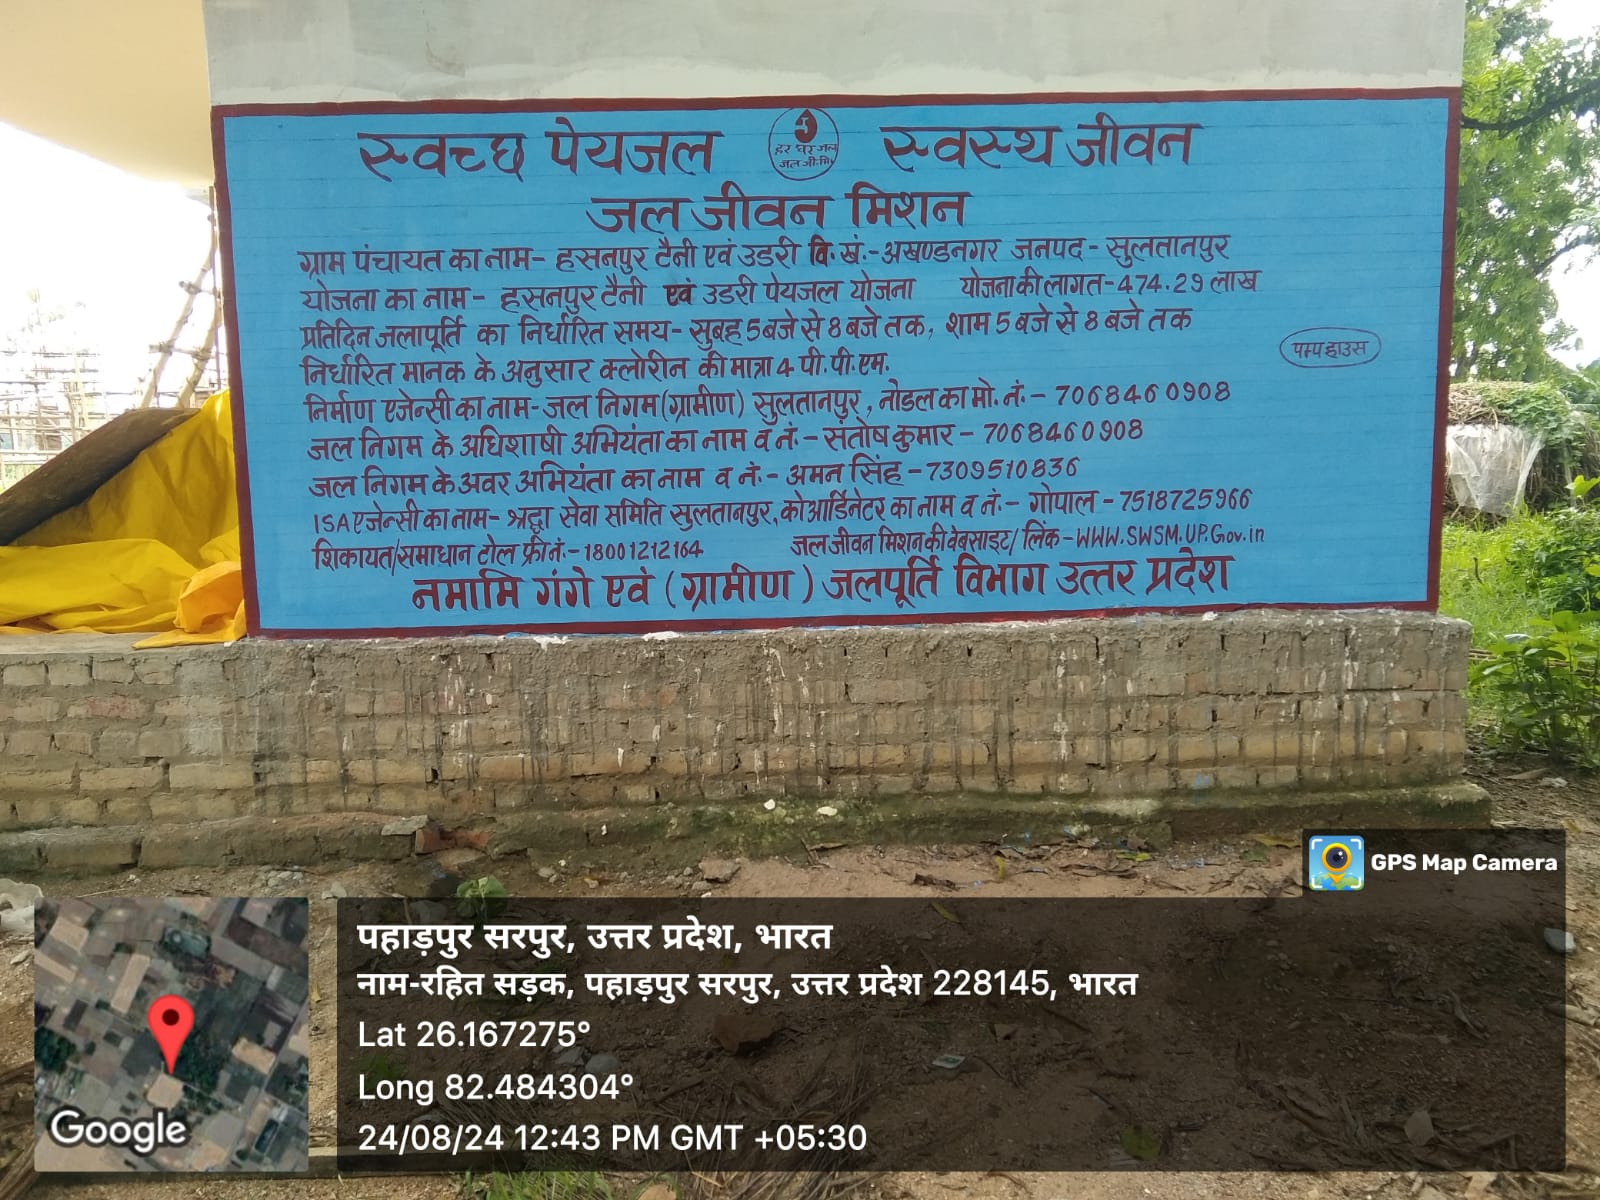 स्वच्छ पेयजल
हर घर जल
जल जी. मि
स्वस्थ जीवन
जल जीवन मिशन
ग्राम पंचायत का नाम- हसनपुर टैनी एवं उडरी वि. खं.-अखण्डनगर जनपद- सुलतानपुर
योजना का नाम- हसनपुर टैनी एवं उडरी पेयजल योजना योजना की लागत-474.29 लाख
प्रतिदिन जलापूर्ति का निर्धारित समय- सुबह 5 बजे से 8 बजे तक, शाम 5 बजे से 8 बजे तक
निर्धारित मानक के अनुसार क्लोरीन की मात्रा 4 पी. पी. एम.
पम्प हाउस
निर्माण एजेन्सी का नाम-जल निगम (ग्रामीण) सुलतानपुर, नोडल का मो. नं.- 7068460908
जल निगम के अधिशाषी अभियंता का नाम व नं.- संतोष कुमार- 7068460908
जल निगम के अवर अभियंता का नाम व नं.- अमन सिंह-7309510836
ISA एजेन्सी का नाम- श्रद्धा सेवा समिति सुलतानपुर, कोआर्डिनेटर का नाम व नं.- गोपाल-7518725966
शिकायत/समाधान टोल फ्री नं.-18001212164 जल जीवन मिशन की वेबसाइट/ लिंक-WWW.SWSM.UP.Gov.in
नमामि गंगे एवं (ग्रामीण) जलपूर्ति विभाग उत्तर प्रदेश
GPS Map Camera
पहाड़पुर सरपुर, उत्तर प्रदेश, भारत
नाम-रहित सड़क, पहाड़पुर सरपुर, उत्तर प्रदेश 228145, भारत
Lat 26.167275°
Long 82.484304°
24/08/24 12:43 PM GMT +05:30
Google